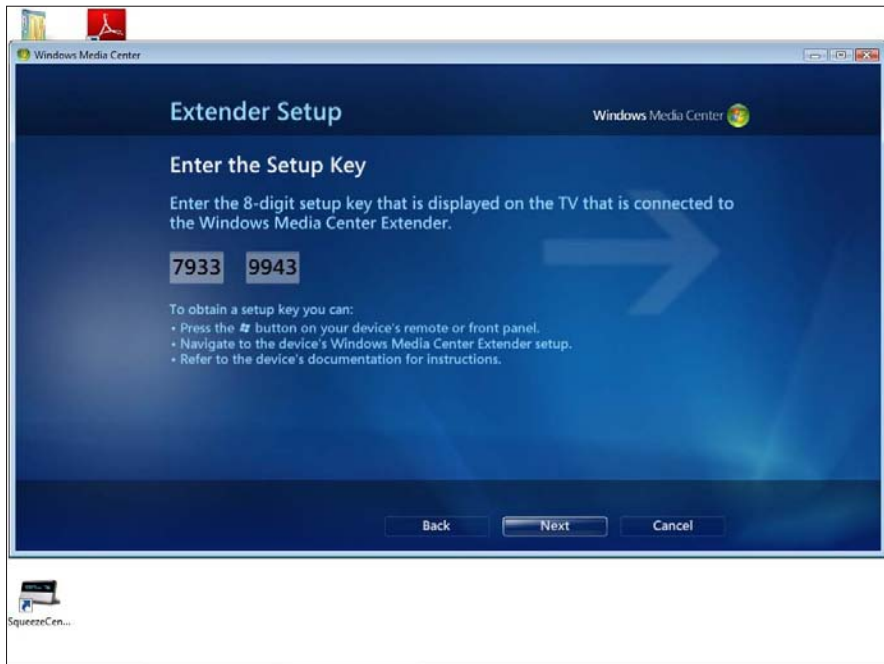 Windows Media Center
Extender Setup
Windows Media Center
Enter the Setup Key
Enter the 8-digit setup key that is displayed on the TV that is connected to
the Windows Media Center Extender.
7933 9943
To obtain a setup key you can:
• Press the button on your device's remote or front panel.
• Navigate to the device's Windows Media Center Extender setup.
• Refer to the device's documentation for instructions.
Back Next Cancel
SqueezeCen...